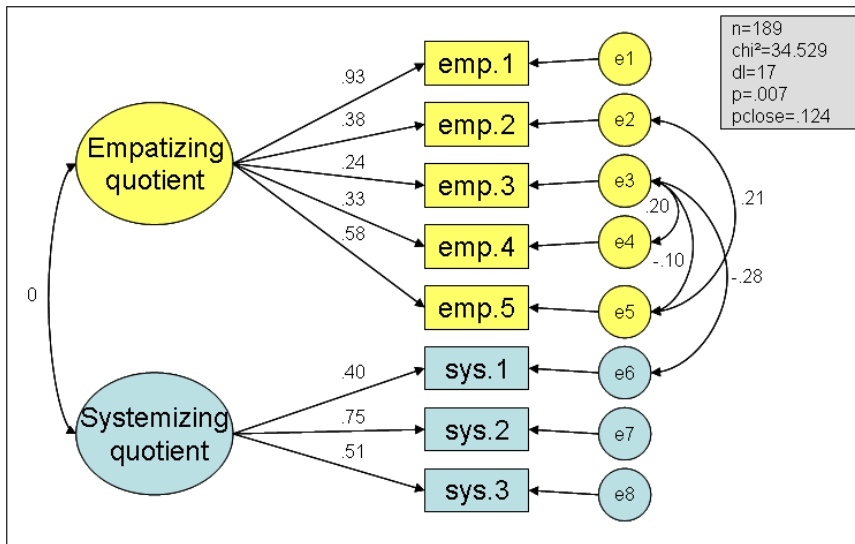 n=189
chi²=34.529
dl=17
p=.007
pclose=.124
emp.1
e1
.93
emp.2
e2
.38
Empatizing
quotient
.24
emp.3
e3
.20
.21
.33
emp.4
e4
-.10
-.28
.58
emp.5
e5
0
sys.1
e6
.40
Systemizing
quotient
.75
sys.2
e7
.51
sys.3
e8